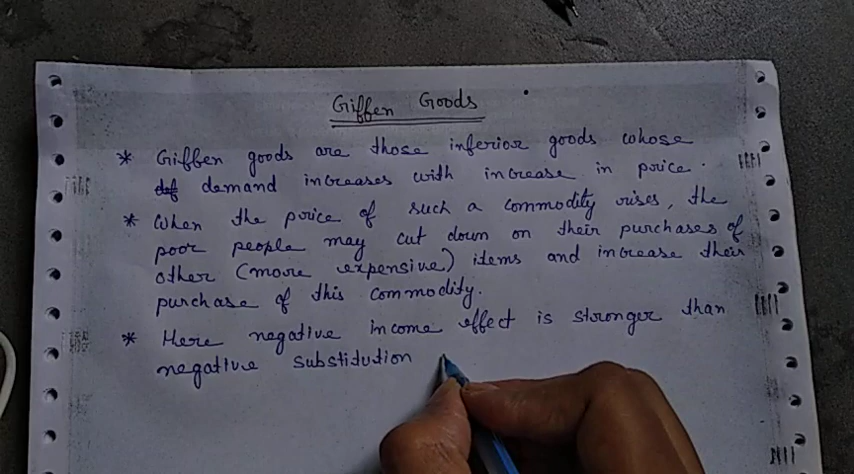 Giffen Goods
* Giffen goods are those inferior goods whose
def demand increases with increase in price.
* When the price of such a commodity rises, the
poor people may cut down on their purchases of
other (more expensive) items and increase their
purchase of this commodity.
* Here negative income effect is stronger than
negative substitution